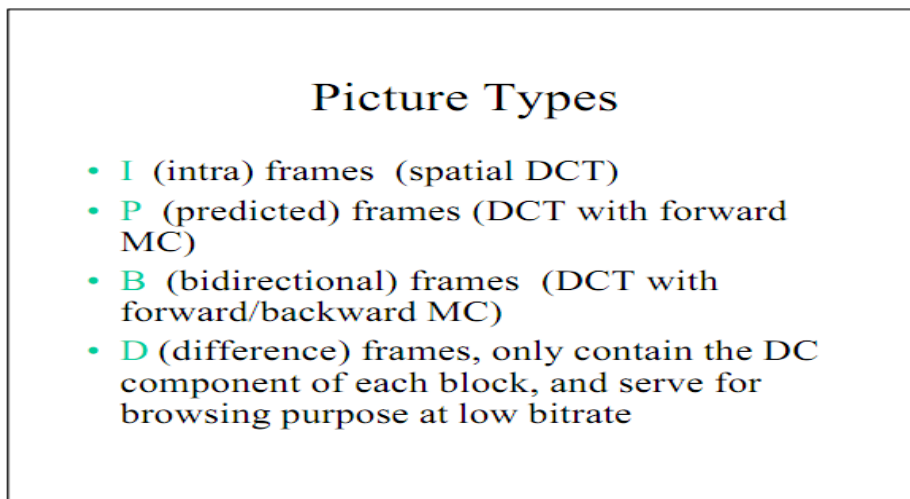 Picture Types
• I (intra) frames (spatial DCT)
• P (predicted) frames (DCT with forward
MC)
• B (bidirectional) frames (DCT with
forward/backward MC)
• D (difference) frames, only contain the DC
component of each block, and serve for
browsing purpose at low bitrate